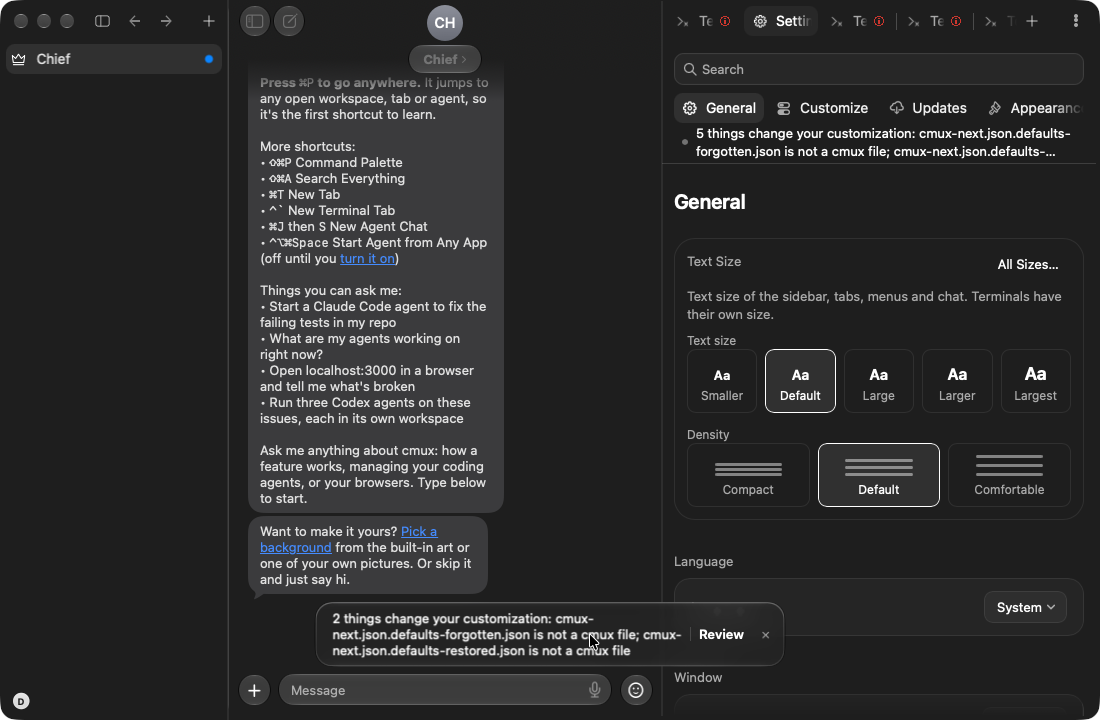 Chief
D
CH
Chief ›
Press ⌘P to go anywhere. It jumps to
any open workspace, tab or agent, so
it's the first shortcut to learn.
More shortcuts:
• ⇧⌘P Command Palette
• ⇧⌘A Search Everything
• ⌘T New Tab
• ^` New Terminal Tab
• ⌘J then S New Agent Chat
• ^⌥⌘Space Start Agent from Any App
(off until you turn it on)
Things you can ask me:
• Start a Claude Code agent to fix the
failing tests in my repo
• What are my agents working on
right now?
• Open localhost:3000 in a browser
and tell me what's broken
• Run three Codex agents on these
issues, each in its own workspace
Ask me anything about cmux: how a
feature works, managing your coding
agents, or your browsers. Type below
to start.
Want to make it yours? Pick a
background from the built-in art or
one of your own pictures. Or skip it
and just say hi.
2 things change your customization: cmux-
next.json.defaults-forgotten.json is not a cmux file; cmux-
next.json.defaults-restored.json is not a cmux file
Review
Message
Te
Settin
Te
Te
T
Search
General
Customize
Updates
Appearanc
5 things change your customization: cmux-next.json.defaults-
forgotten.json is not a cmux file; cmux-next.json.defaults-...
General
Text Size
All Sizes...
Text size of the sidebar, tabs, menus and chat. Terminals have
their own size.
Text size
Aa Aa Aa Aa Aa
Smaller Default Large Larger Largest
Density
Compact Default Comfortable
Language
System
Window